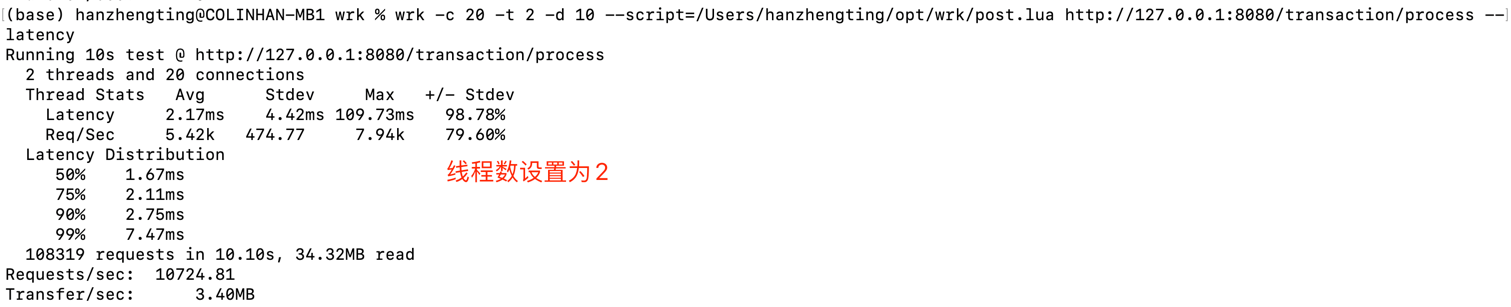 (base) hanzhengting@COLINHAN-MB1 wrk % wrk -c 20 -t 2 -d 10 --script=/Users/hanzhengting/opt/wrk/post.lua http://127.0.0.1:8080/transaction/process --
latency
Running 10s test @ http://127.0.0.1:8080/transaction/process
2 threads and 20 connections
Thread Stats   Avg      Stdev     Max   +/- Stdev
Latency     2.17ms    4.42ms 109.73ms   98.78%
Req/Sec     5.42k   474.77     7.94k    79.60%
Latency Distribution
50%    1.67ms
线程数设置为2
75%    2.11ms
90%    2.75ms
99%    7.47ms
108319 requests in 10.10s, 34.32MB read
Requests/sec:  10724.81
Transfer/sec:      3.40MB